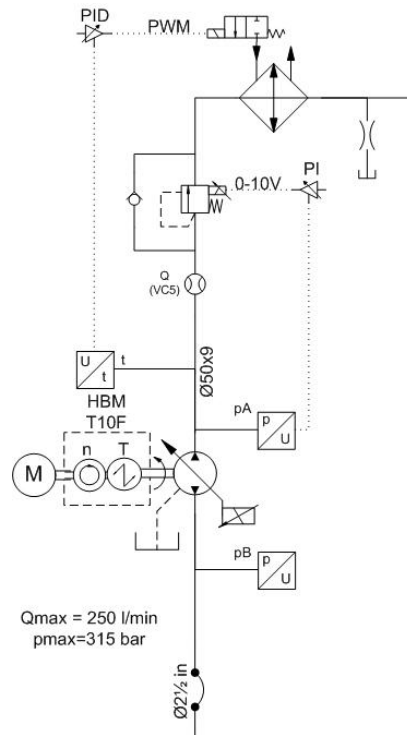 PID
PWM
PI
0-10V
Q
(VC5)
Ø50x9
U
t
t
HBM
T10F
pA
p
U
n
T
M
pB
p
U
Qmax = 250 l/min
pmax=315 bar
Ø2½ in